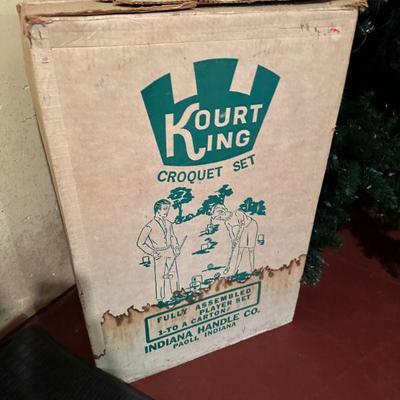 KOURT
KING
CROQUET SET
FULLY ASSEMBLED
PLAYER SET
1-TO A CARTON
INDIANA HANDLE CO.
PAOLI, INDIANA